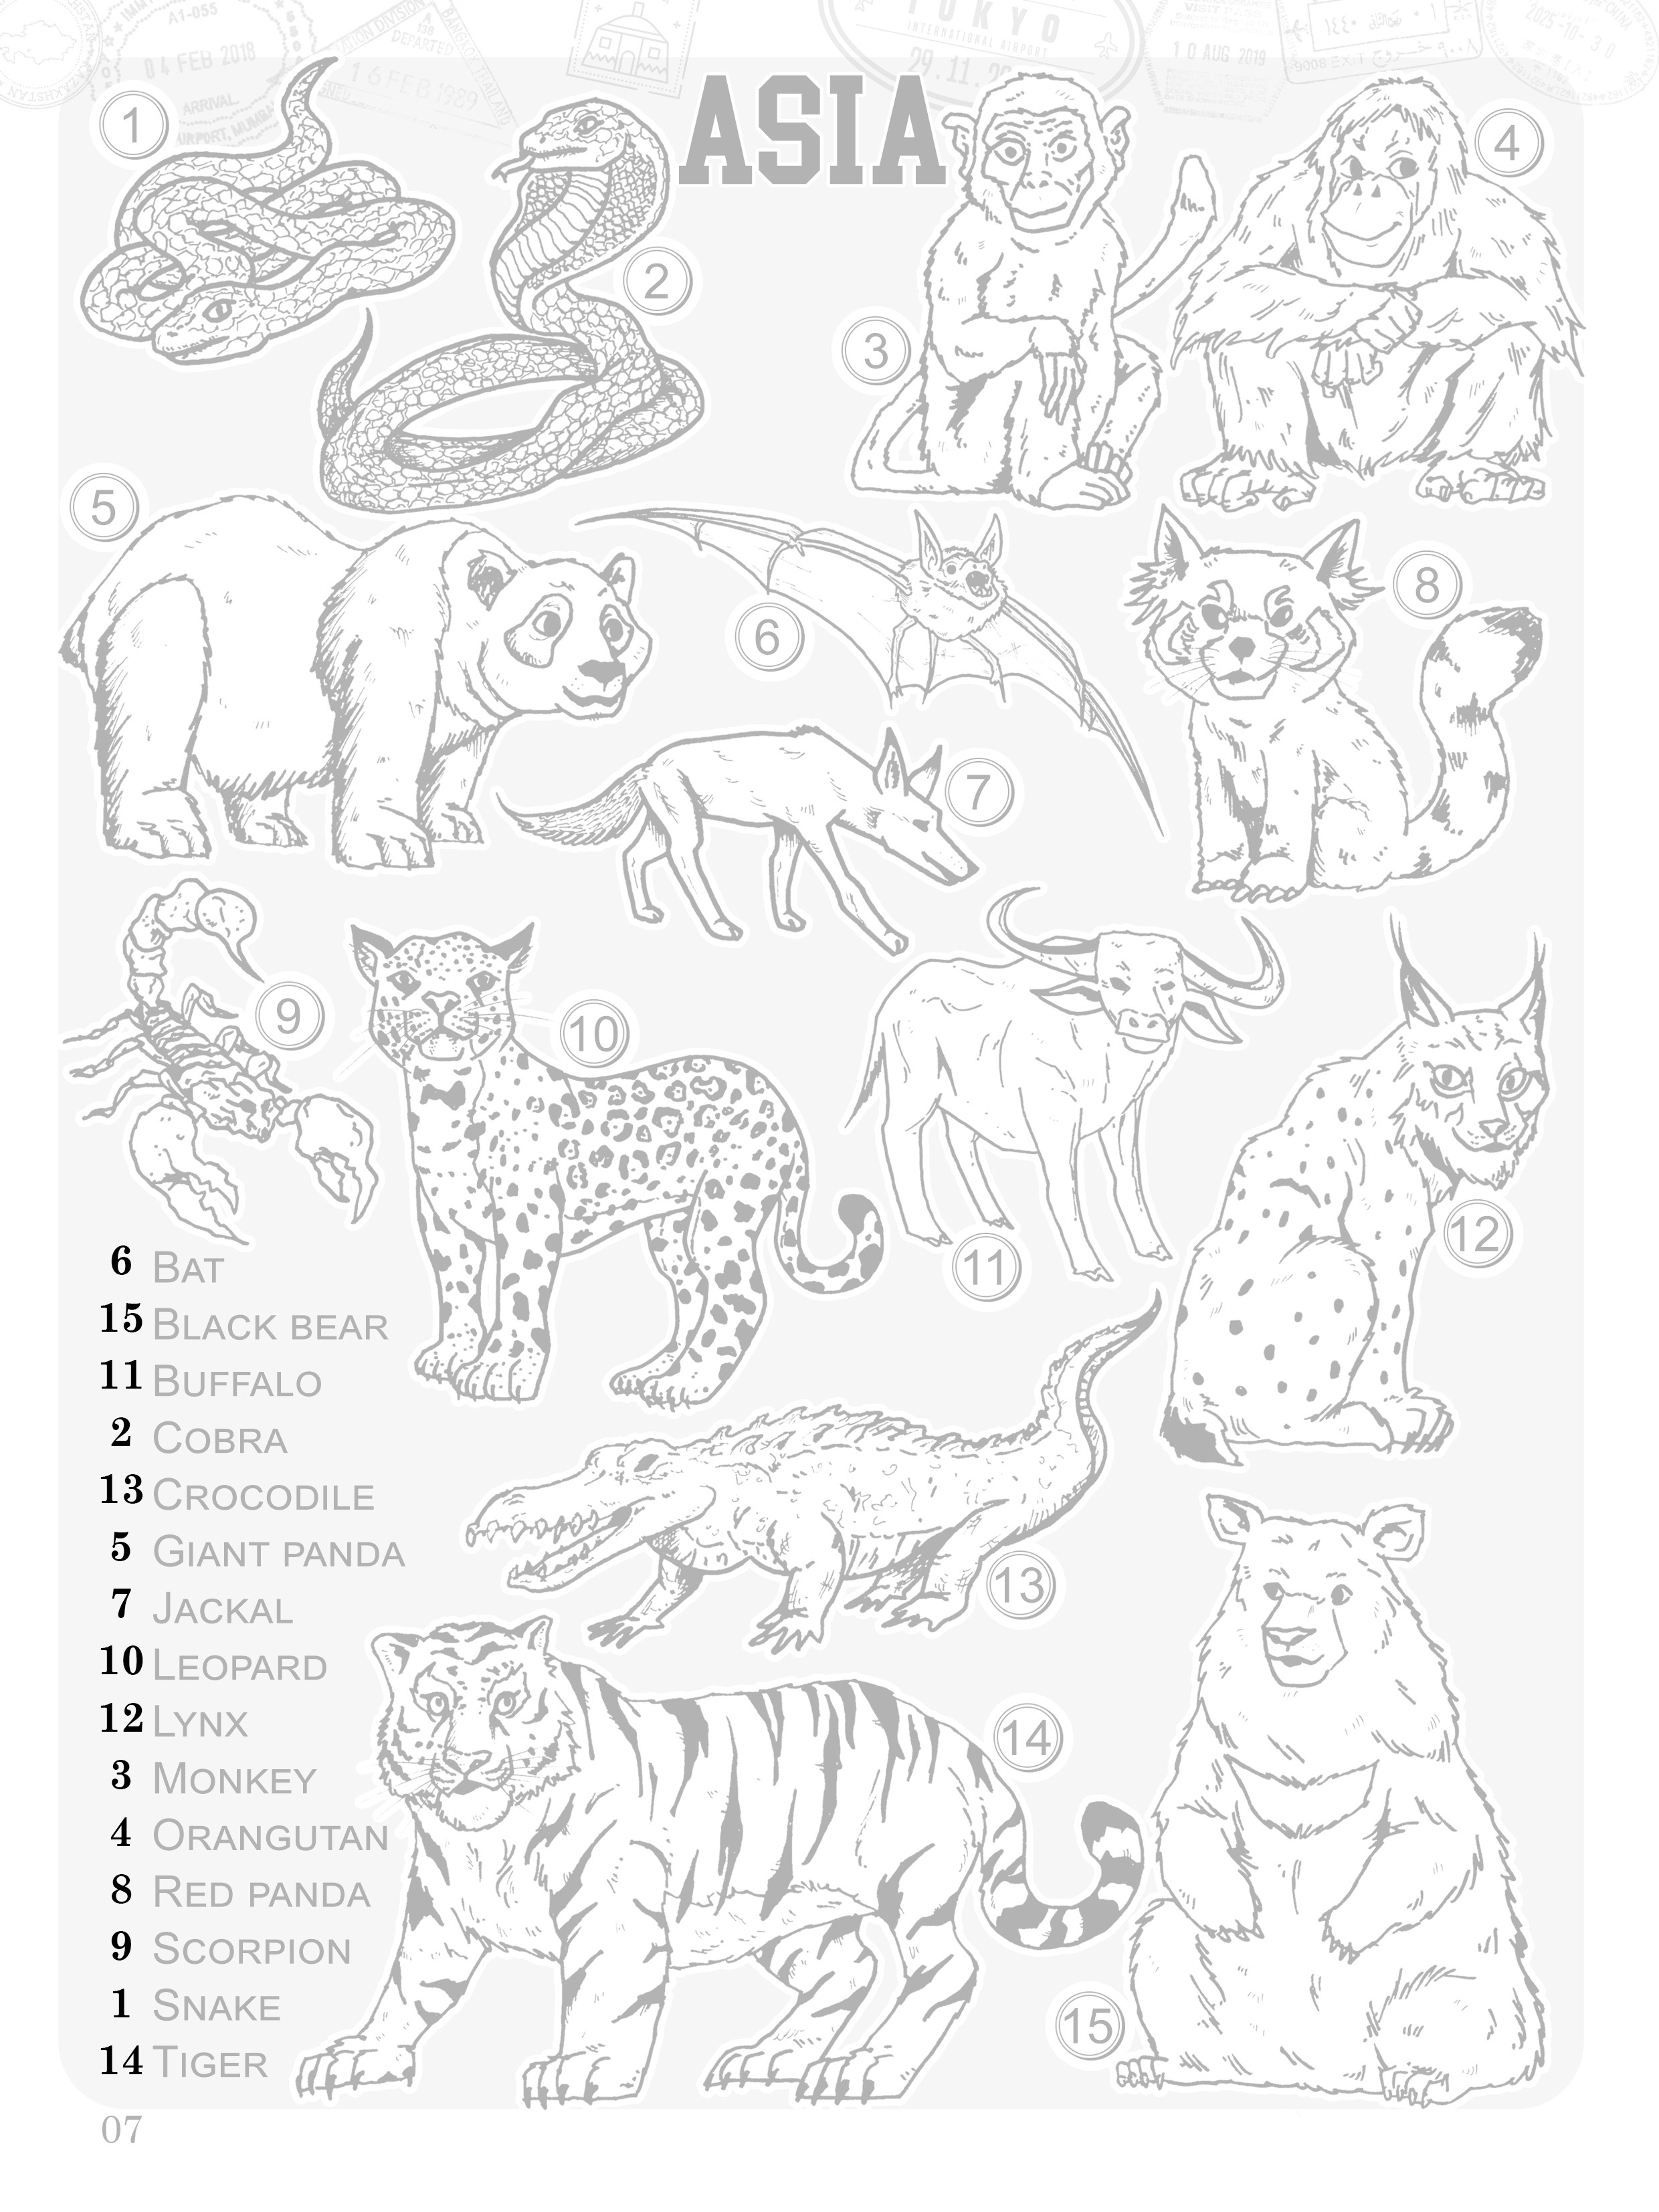 A1-055
04 FEB 2018
ARRIVAL
AIRPORT, MUMBAI
DEPARTED
16 FEB 1989
TOKYO
INTERNATIONAL AIRPORT
29.11.20
10 AUG 2019
ASIA
1
2
3
4
5
6
7
8
9
10
11
12
13
14
15
6 BAT
15 BLACK BEAR
11 BUFFALO
2 COBRA
13 CROCODILE
5 GIANT PANDA
7 JACKAL
10 LEOPARD
12 LYNX
3 MONKEY
4 ORANGUTAN
8 RED PANDA
9 SCORPION
1 SNAKE
14 TIGER
07